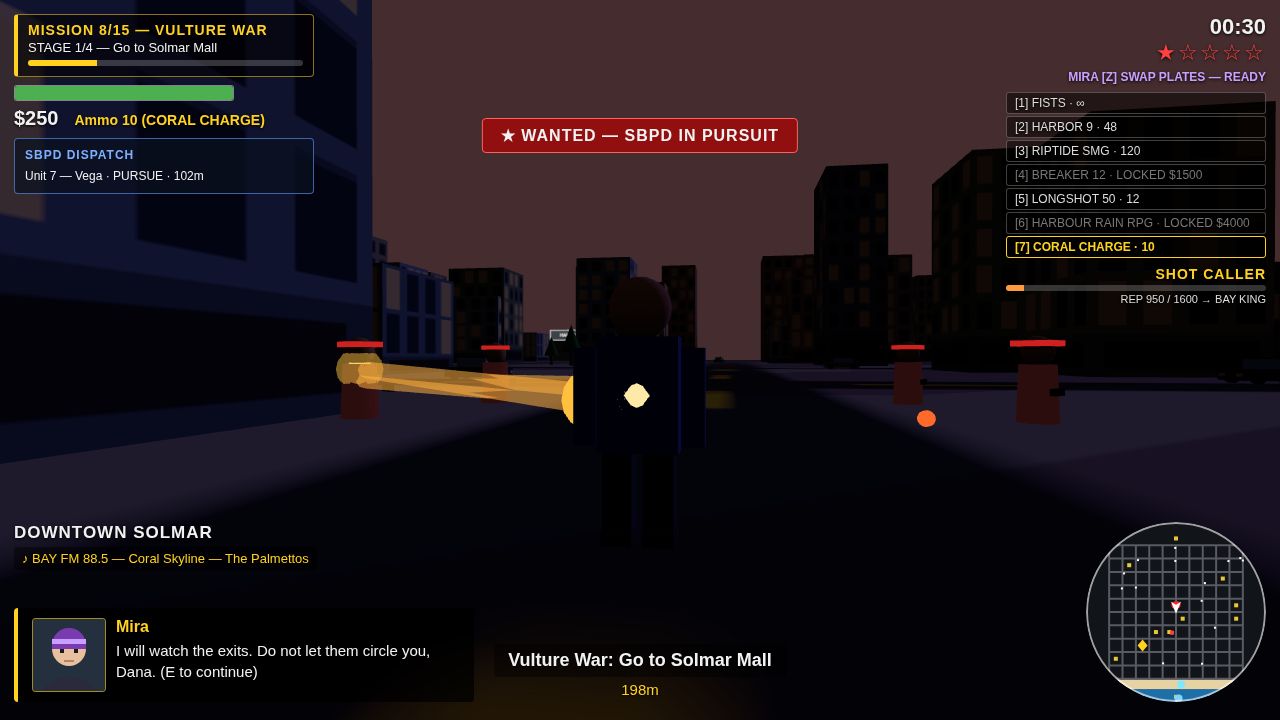 MISSION 8/15 — VULTURE WAR
STAGE 1/4 — Go to Solmar Mall
$250 Ammo 10 (CORAL CHARGE)
SBPD DISPATCH
Unit 7 — Vega · PURSUE · 102m
★ WANTED — SBPD IN PURSUIT
00:30
★☆☆☆☆
MIRA [Z] SWAP PLATES — READY
[1] FISTS · ∞
[2] HARBOR 9 · 48
[3] RIPTIDE SMG · 120
[4] BREAKER 12 · LOCKED $1500
[5] LONGSHOT 50 · 12
[6] HARBOUR RAIN RPG · LOCKED $4000
[7] CORAL CHARGE · 10
SHOT CALLER
REP 950 / 1600 → BAY KING
DOWNTOWN SOLMAR
♪ BAY FM 88.5 — Coral Skyline — The Palmettos
Mira
I will watch the exits. Do not let them circle you,
Dana. (E to continue)
Vulture War: Go to Solmar Mall
198m